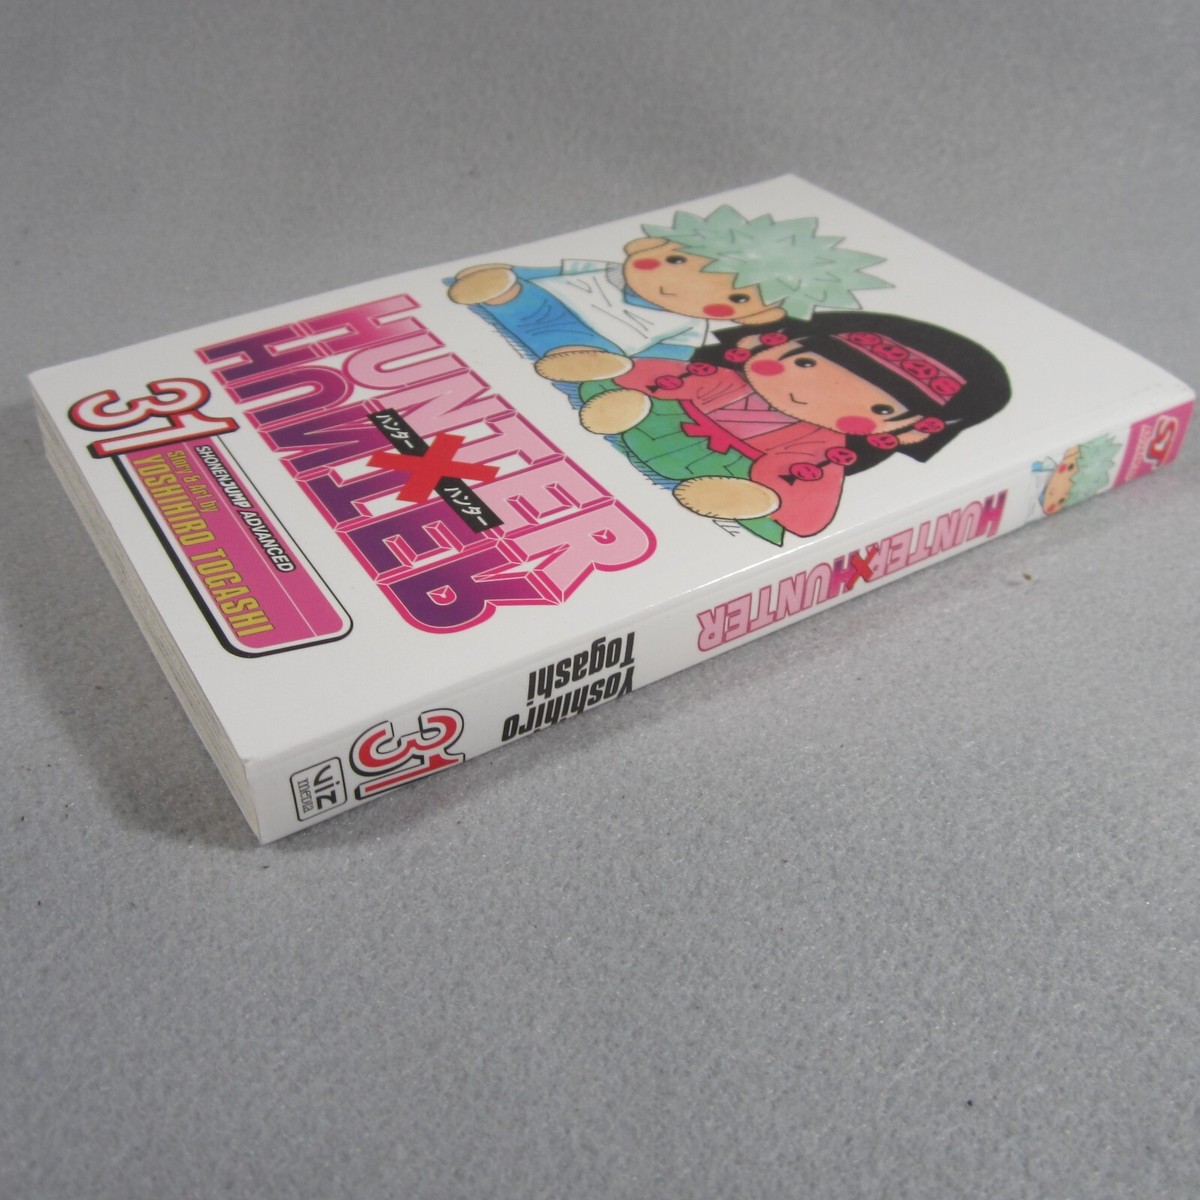 HUNTER
ハンター
×
ハンター
HUNTER
31
SHONEN JUMP ADVANCED
Story & Art by
YOSHIHIRO TOGASHI
SJ
HUNTER×HUNTER
Yoshihiro
Togashi
31
viz
media